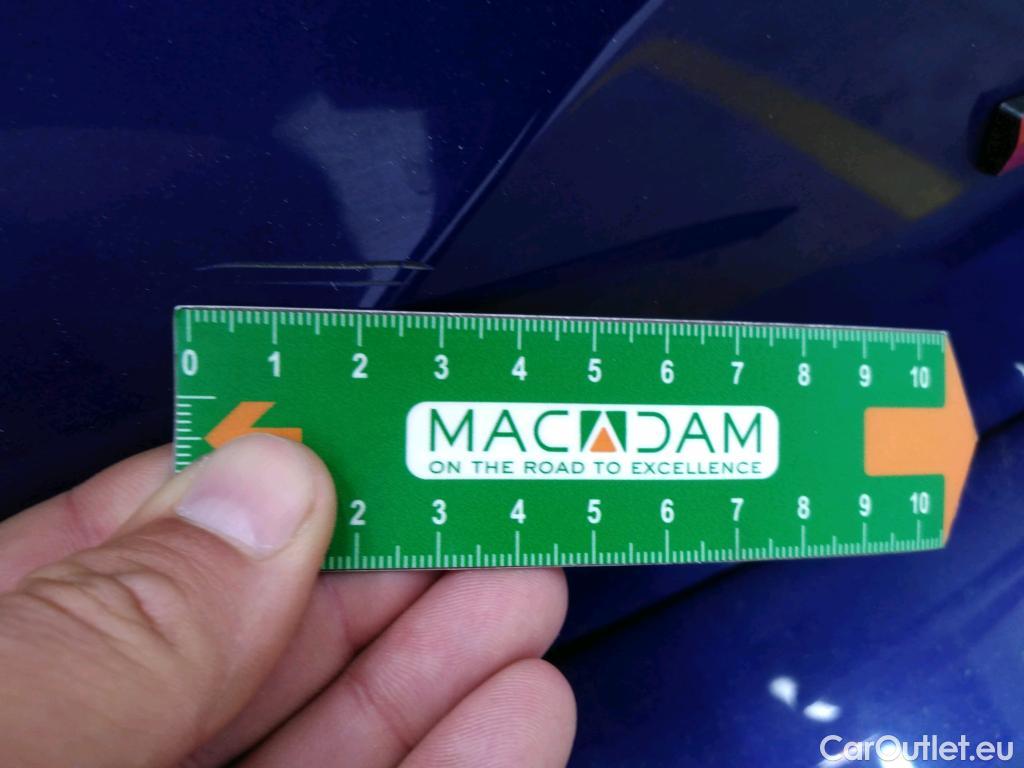 0 1 2 3 4 5 6 7 8 9 10
MACADAM
ON THE ROAD TO EXCELLENCE
2 3 4 5 6 7 8 9 10
CarOutlet.eu